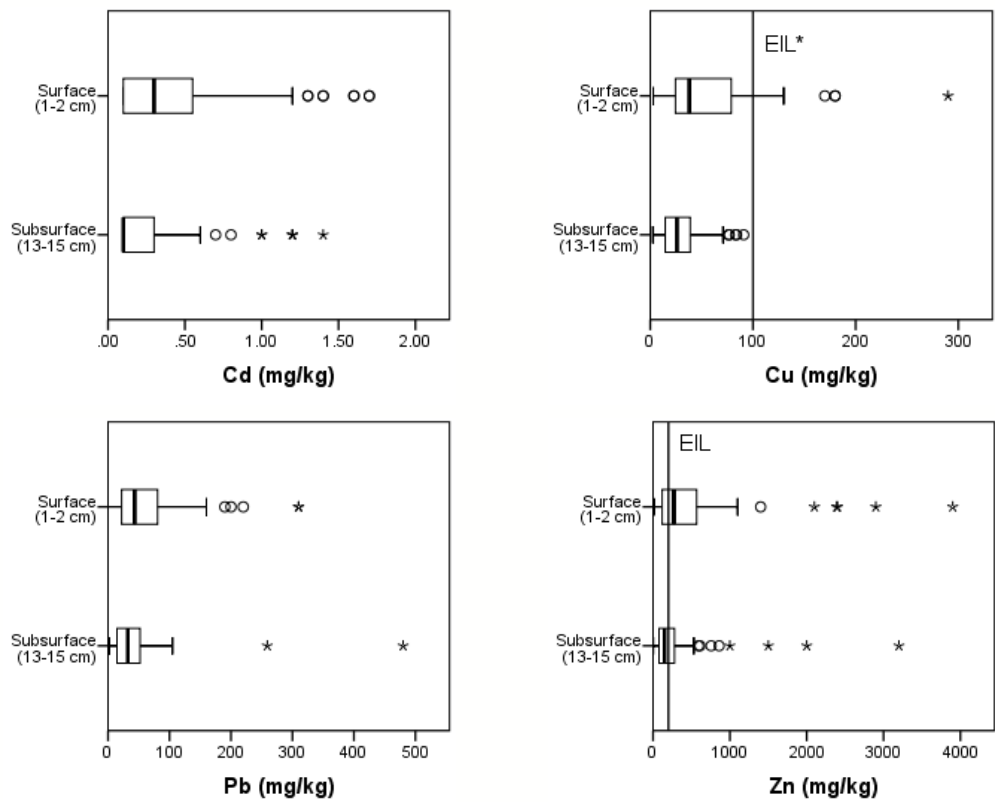 Surface
(1-2 cm)
Subsurface
(13-15 cm)
.00 .50 1.00 1.50 2.00
Cd (mg/kg)
EIL*
Surface
(1-2 cm)
Subsurface
(13-15 cm)
0 100 200 300
Cu (mg/kg)
Surface
(1-2 cm)
Subsurface
(13-15 cm)
0 100 200 300 400 500
Pb (mg/kg)
EIL
Surface
(1-2 cm)
Subsurface
(13-15 cm)
0 1000 2000 3000 4000
Zn (mg/kg)